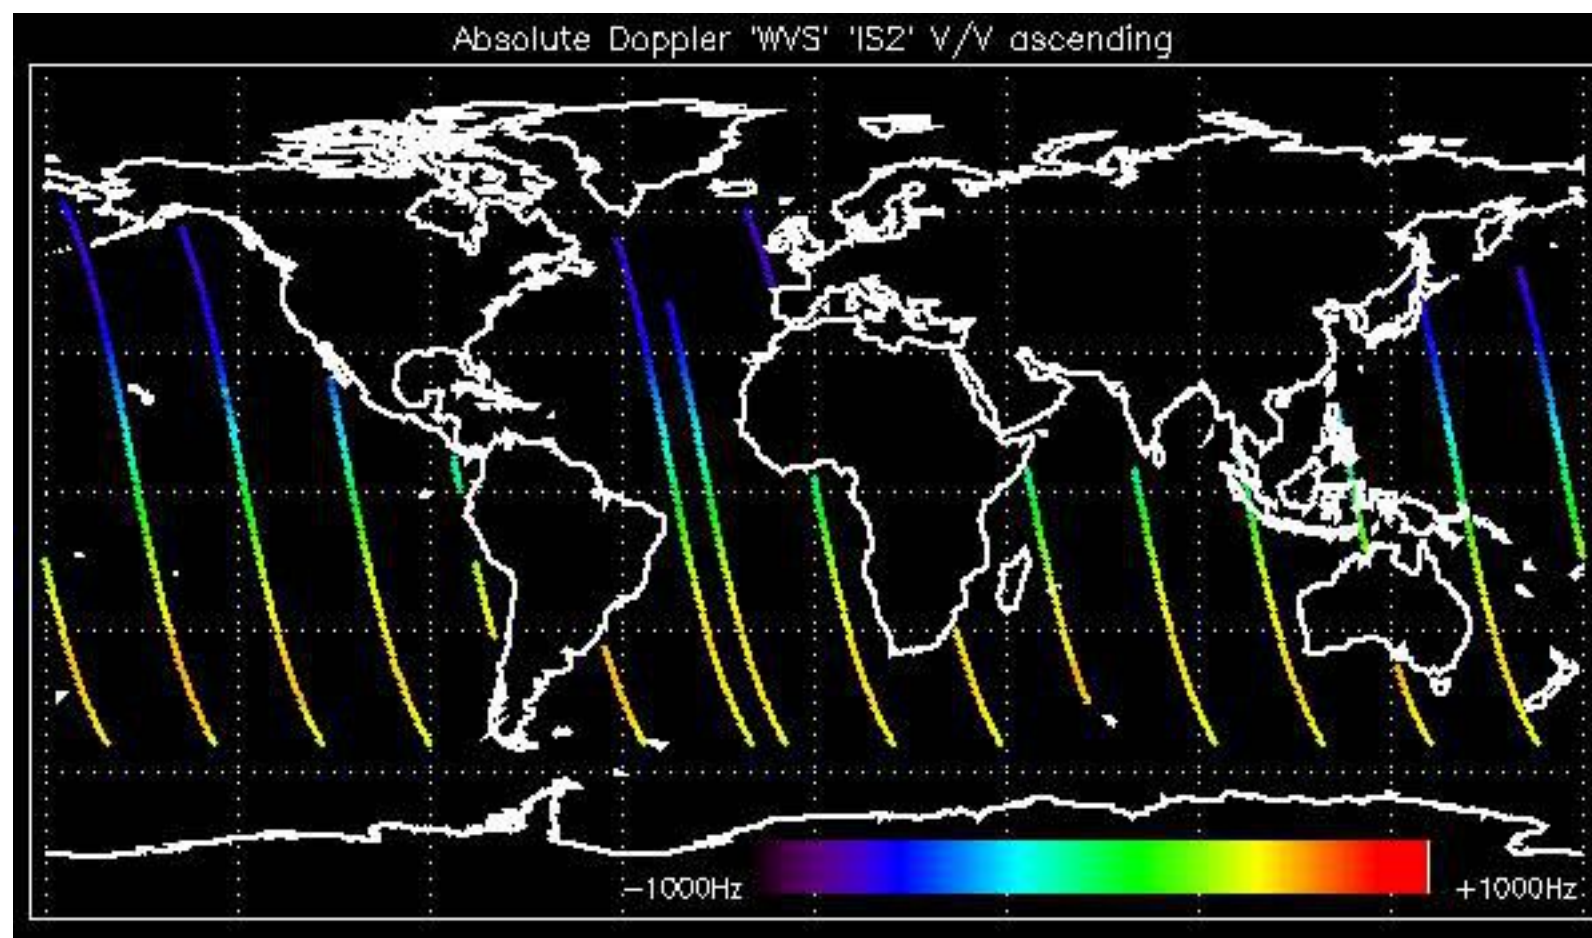 Absolute Doppler 'WVS' 'IS2' V/V ascending
-1000Hz
+1000Hz